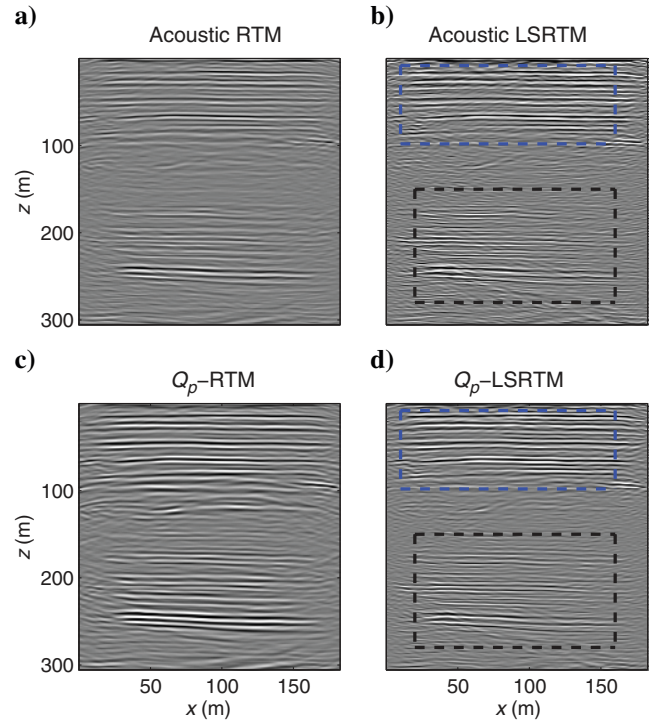 a)
Acoustic RTM
b)
Acoustic LSRTM
z (m)
100
200
300
c)
Qp–RTM
d)
Qp–LSRTM
z (m)
100
200
300
50
100
150
x (m)
50
100
150
x (m)